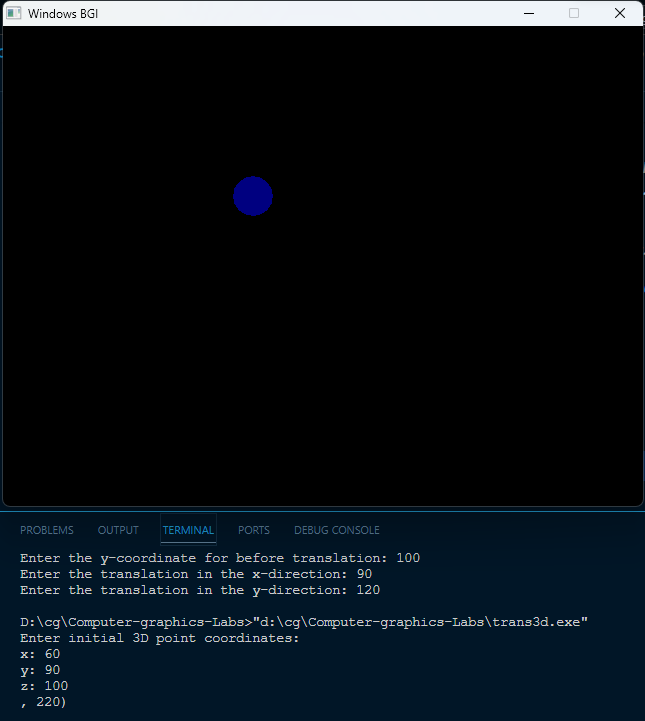 Windows BGI
PROBLEMS OUTPUT TERMINAL PORTS DEBUG CONSOLE
Enter the y-coordinate for before translation: 100
Enter the translation in the x-direction: 90
Enter the translation in the y-direction: 120
D:\cg\Computer-graphics-Labs>"d:\cg\Computer-graphics-Labs\trans3d.exe"
Enter initial 3D point coordinates:
x: 60
y: 90
z: 100
, 220)